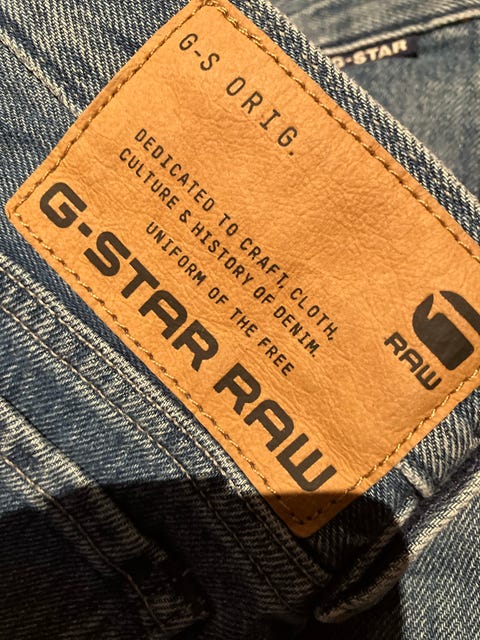 G-STAR
G-S ORIG.
DEDICATED TO CRAFT, CLOTH,
CULTURE & HISTORY OF DENIM.
UNIFORM OF THE FREE
G-STAR RAW
RAW